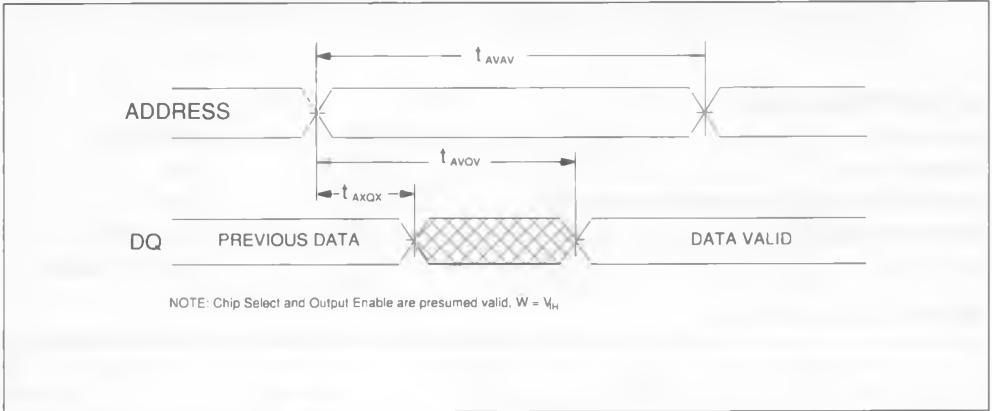 t AVAV
ADDRESS
t AVQV
t AXQX
DQ
PREVIOUS DATA
DATA VALID
NOTE: Chip Select and Output Enable are presumed valid, W = VIH